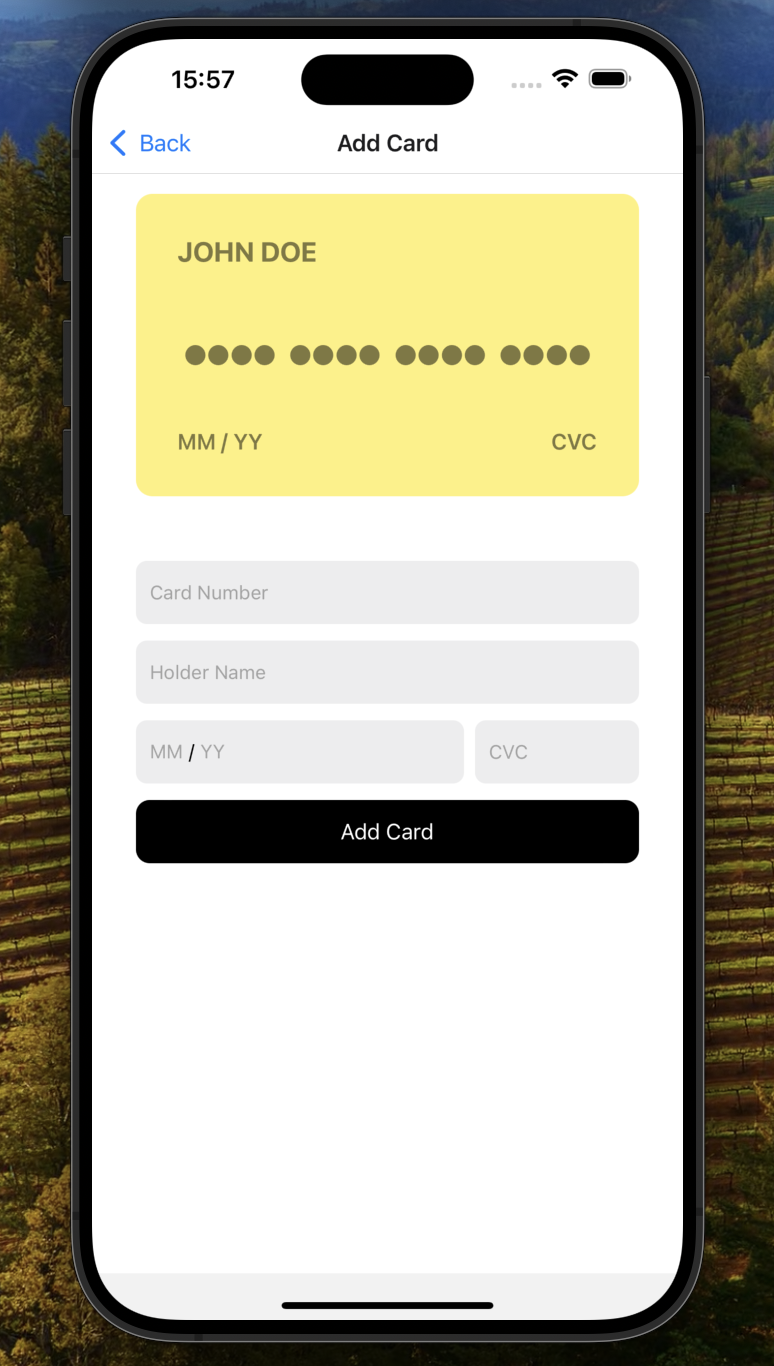 15:57
Back Add Card
JOHN DOE
●●●● ●●●● ●●●● ●●●●
MM / YY CVC
Card Number
Holder Name
MM / YY CVC
Add Card